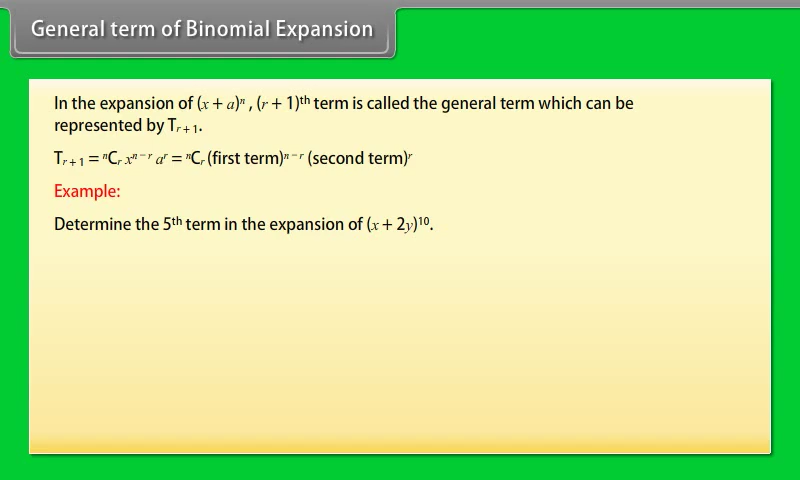 General term of Binomial Expansion
In the expansion of (x + a)ⁿ , (r + 1)ᵗʰ term is called the general term which can be
represented by Tᵣ₊₁.
Tᵣ₊₁ = ⁿCᵣ xⁿ⁻ʳ aʳ = ⁿCᵣ (first term)ⁿ⁻ʳ (second term)ʳ
Example:
Determine the 5ᵗʰ term in the expansion of (x + 2y)¹⁰.